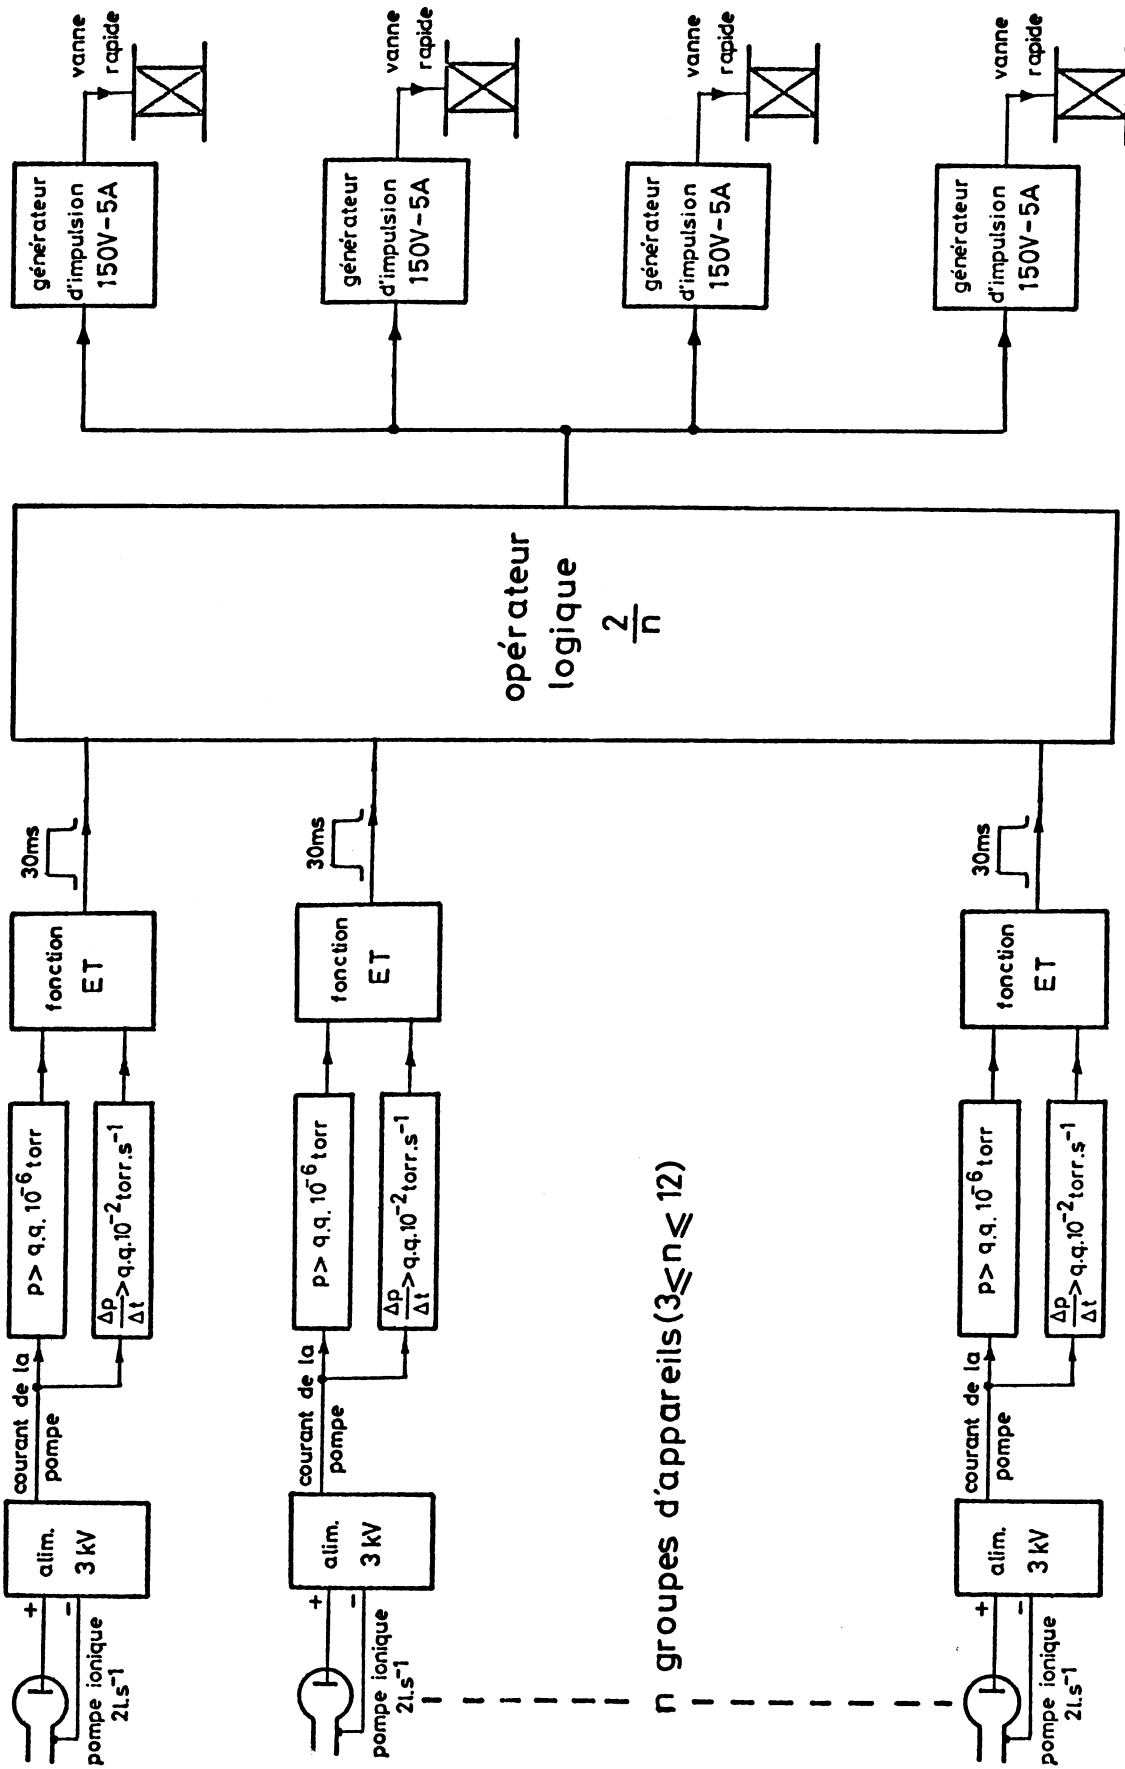 pompe ionique
2l.s⁻¹
+
-
alim.
3 kV
courant de la
pompe
p> q.q. 10⁻⁶ torr
Δp/Δt > q.q.10⁻² torr.s⁻¹
fonction
ET
30ms
pompe ionique
2l.s⁻¹
+
-
alim.
3 kV
courant de la
pompe
p> q.q. 10⁻⁶ torr
Δp/Δt > q.q.10⁻² torr.s⁻¹
fonction
ET
30ms
n groupes d'appareils (3⩽n⩽12)
pompe ionique
2l.s⁻¹
+
-
alim.
3 kV
courant de la
pompe
p> q.q. 10⁻⁶ torr
Δp/Δt > q.q.10⁻² torr.s⁻¹
fonction
ET
30ms
opérateur
logique
2/n
générateur
d'impulsion
150V-5A
vanne
rapide
générateur
d'impulsion
150V-5A
vanne
rapide
générateur
d'impulsion
150V-5A
vanne
rapide
générateur
d'impulsion
150V-5A
vanne
rapide